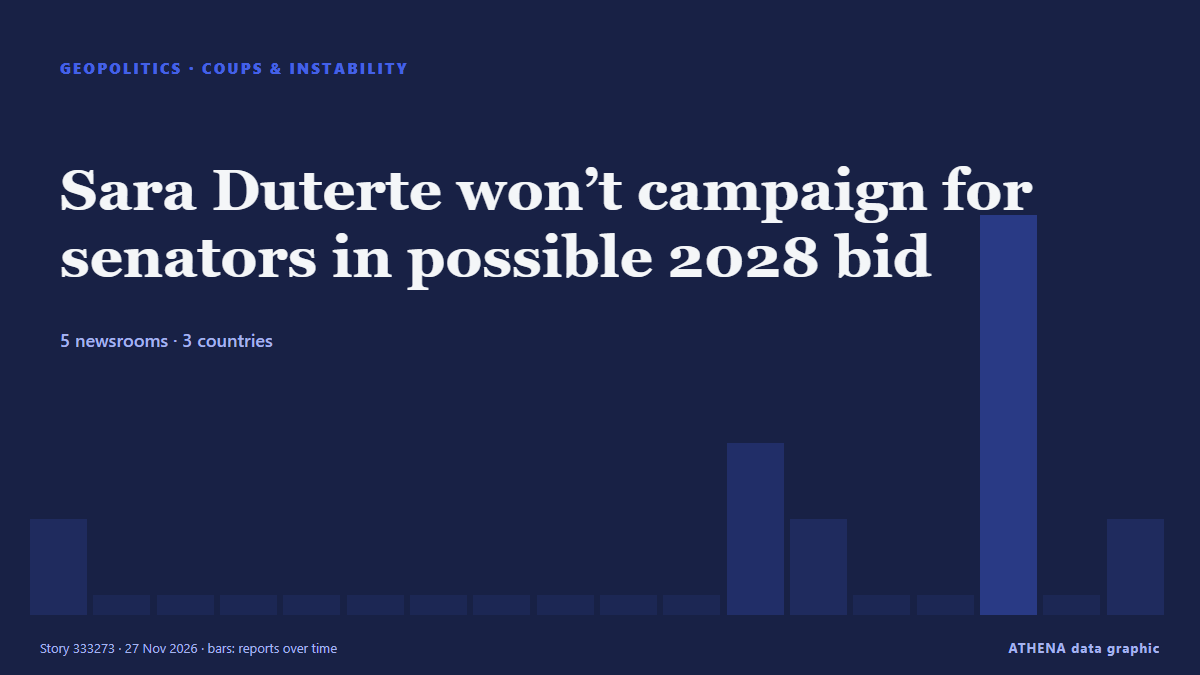 GEOPOLITICS · COUPS & INSTABILITY
Sara Duterte won’t campaign for
senators in possible 2028 bid
5 newsrooms · 3 countries
Story 333273 · 27 Nov 2026 · bars: reports over time
ATHENA data graphic